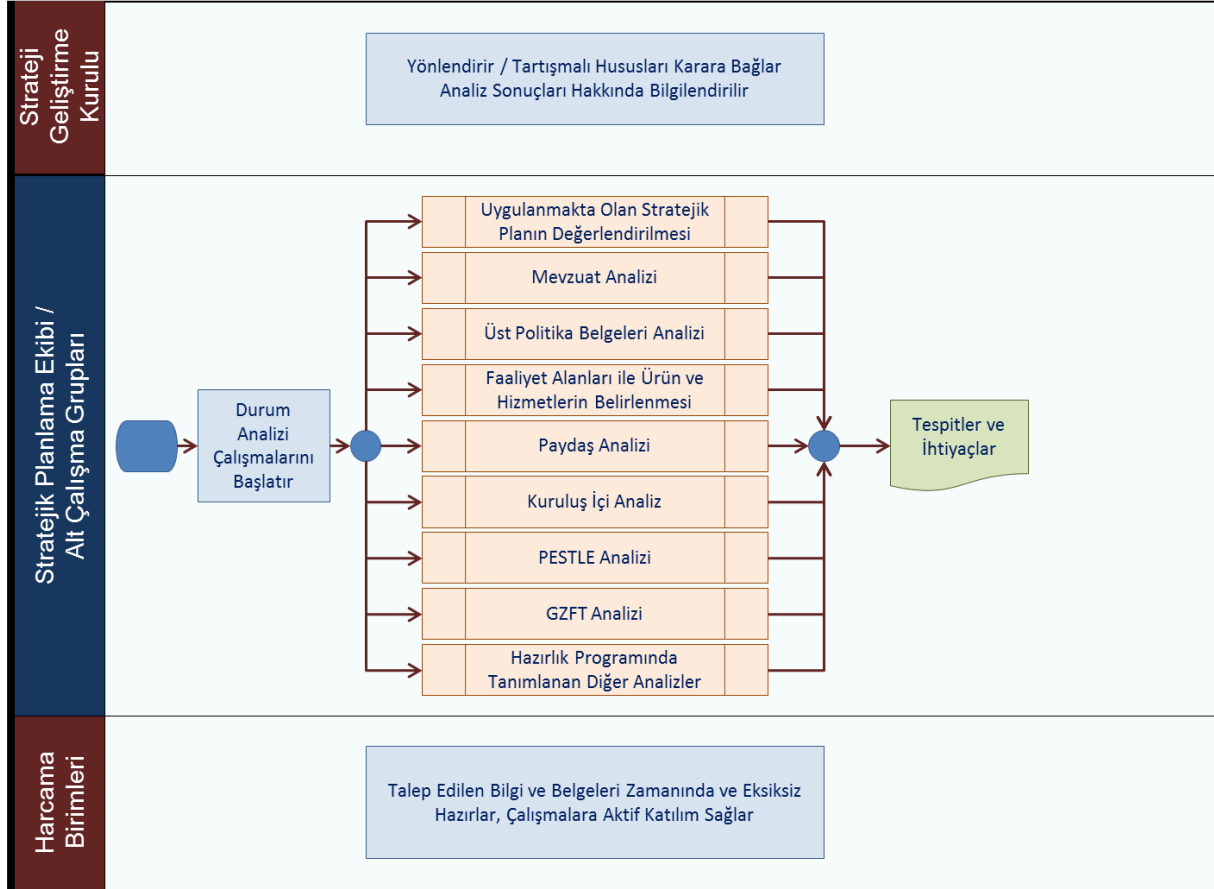 Strateji
Geliştirme
Kurulu
Yönlendirir / Tartışmalı Hususları Karara Bağlar
Analiz Sonuçları Hakkında Bilgilendirilir
Stratejik Planlama Ekibi /
Alt Çalışma Grupları
Durum
Analizi
Çalışmalarını
Başlatır
Uygulanmakta Olan Stratejik
Planın Değerlendirilmesi
Mevzuat Analizi
Üst Politika Belgeleri Analizi
Faaliyet Alanları ile Ürün ve
Hizmetlerin Belirlenmesi
Paydaş Analizi
Kuruluş İçi Analiz
PESTLE Analizi
GZFT Analizi
Hazırlık Programında
Tanımlanan Diğer Analizler
Tespitler ve
İhtiyaçlar
Harcama
Birimleri
Talep Edilen Bilgi ve Belgeleri Zamanında ve Eksiksiz
Hazırlar, Çalışmalara Aktif Katılım Sağlar